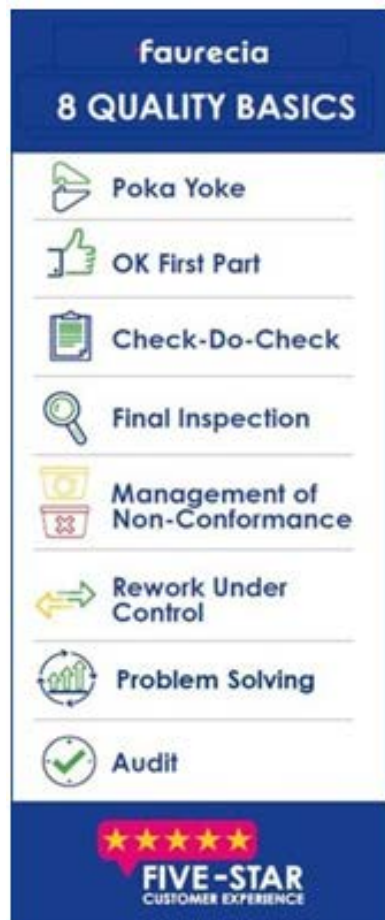 faurecia
8 QUALITY BASICS
Poka Yoke
OK First Part
Check-Do-Check
Final Inspection
Management of
Non-Conformance
Rework Under
Control
Problem Solving
Audit
FIVE-STAR
CUSTOMER EXPERIENCE